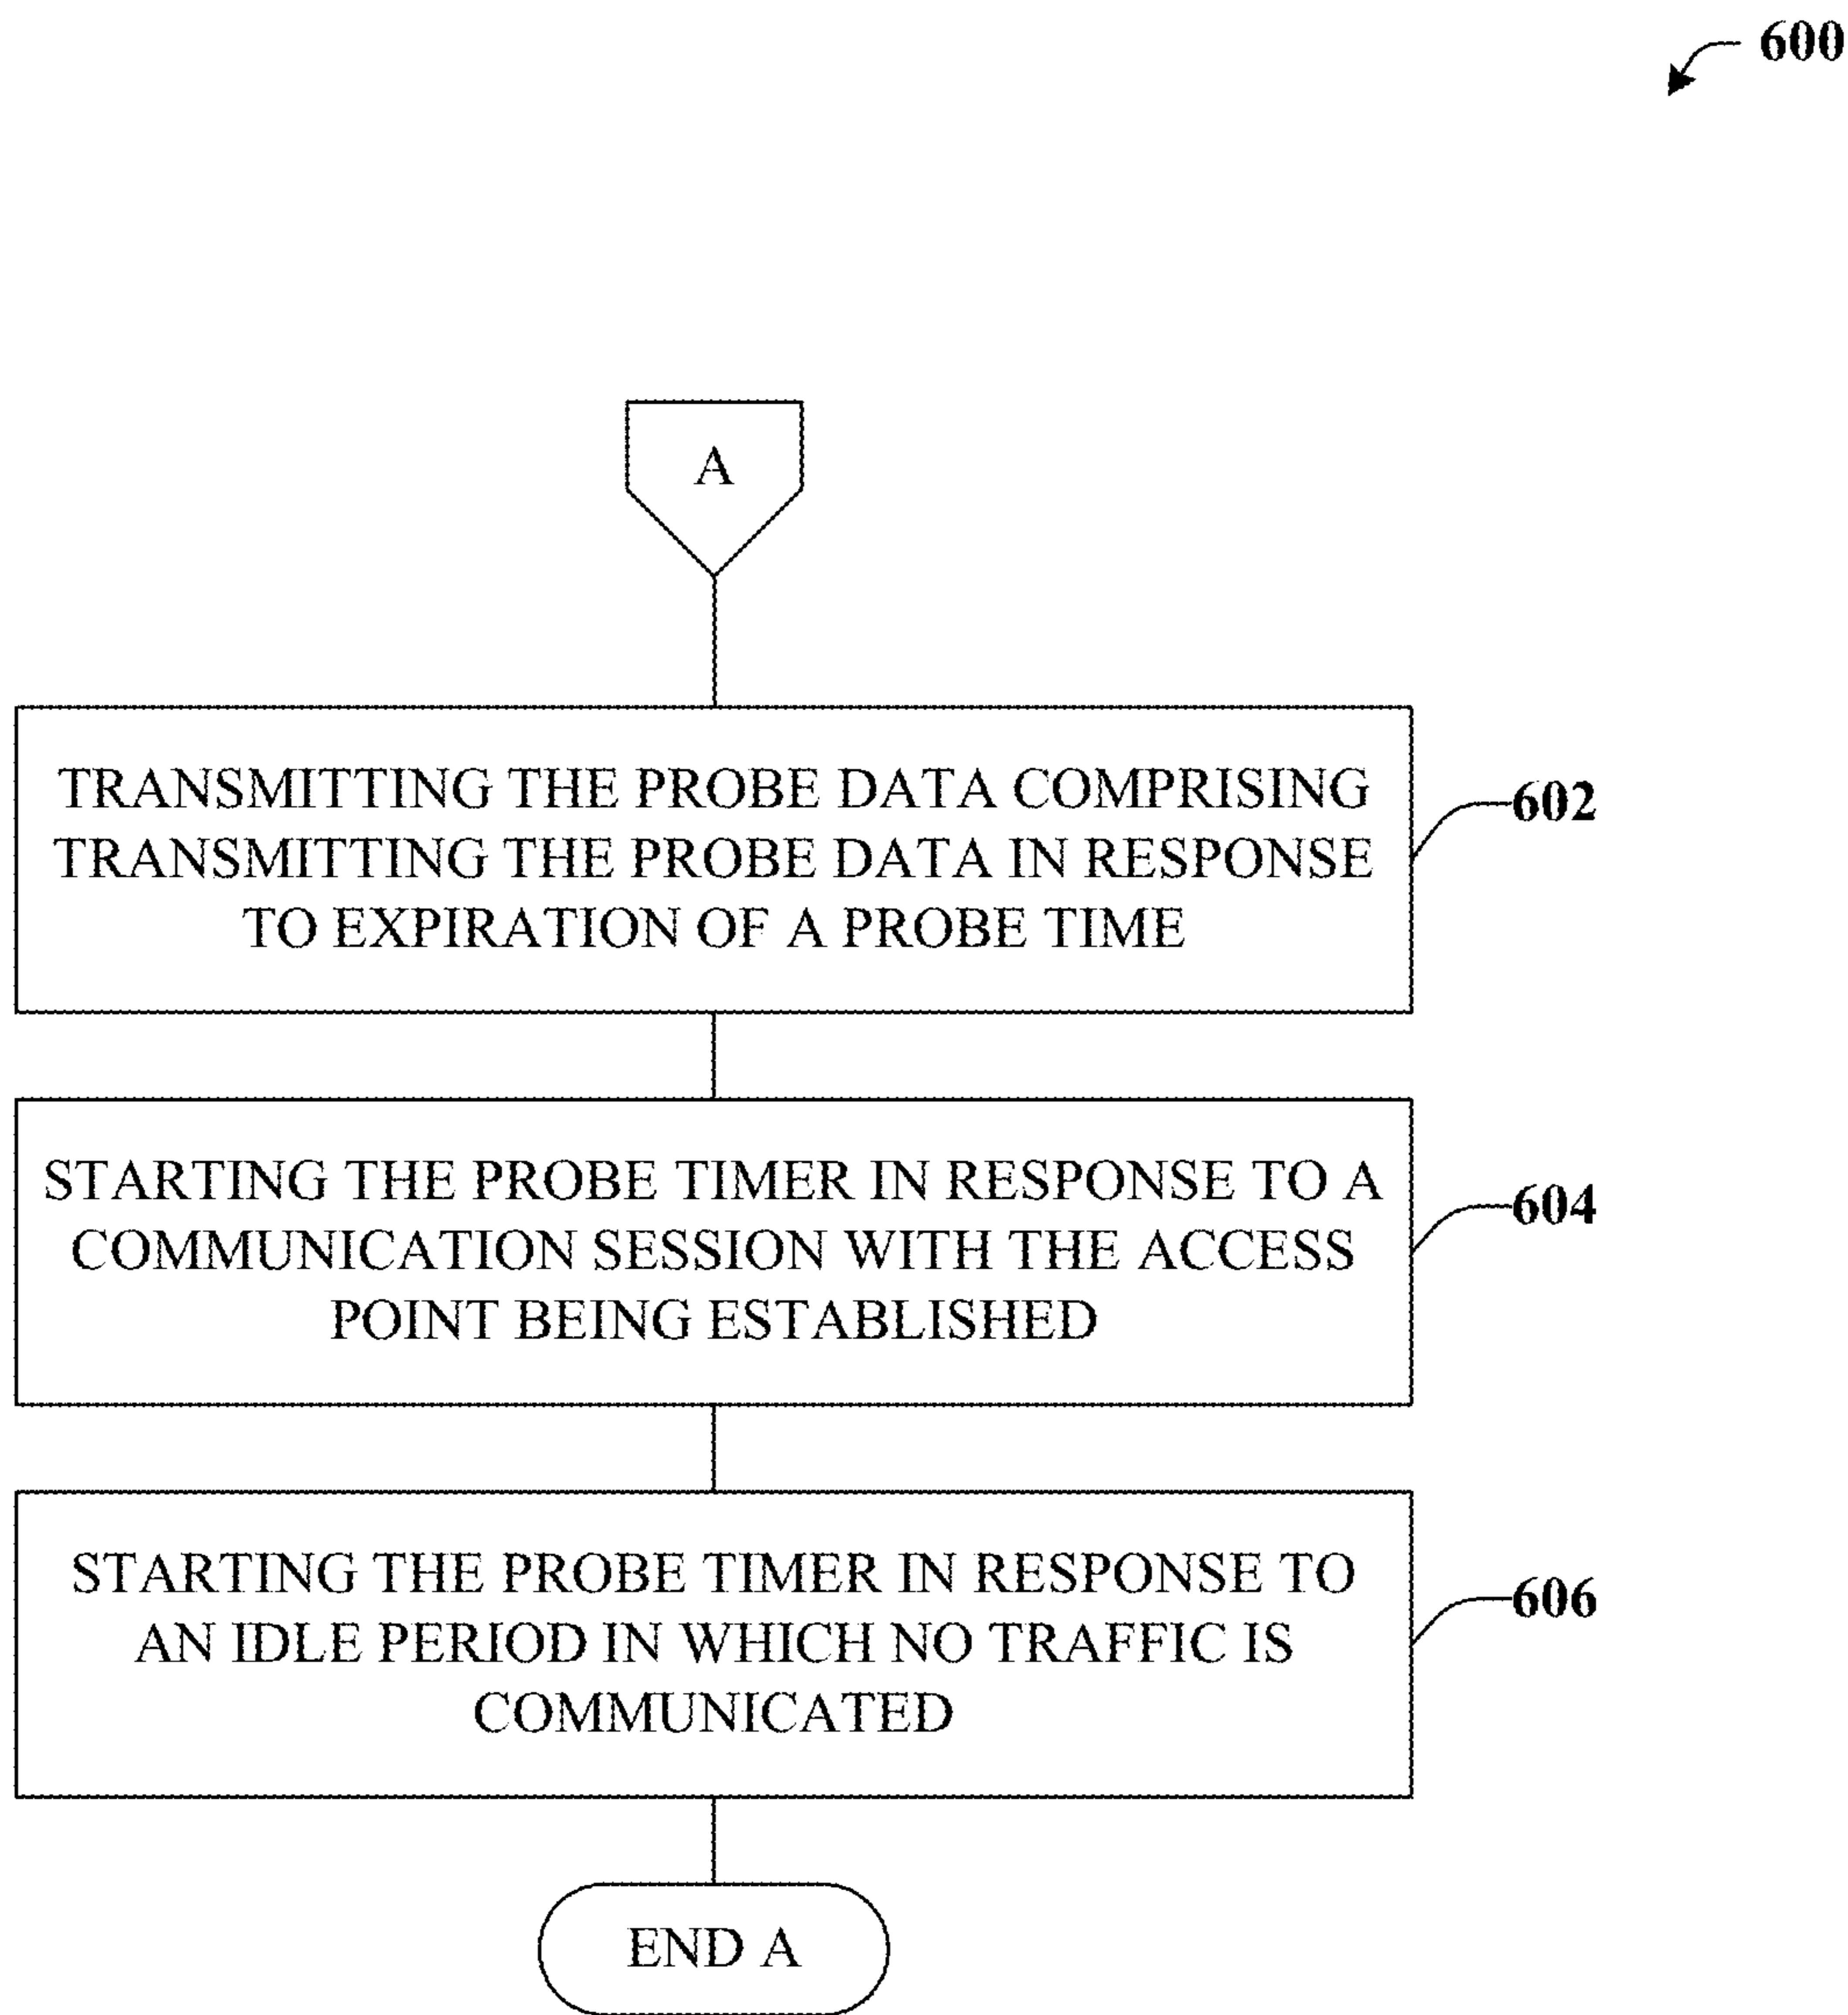 600
A
TRANSMITTING THE PROBE DATA COMPRISING
TRANSMITTING THE PROBE DATA IN RESPONSE
TO EXPIRATION OF A PROBE TIME
602
STARTING THE PROBE TIMER IN RESPONSE TO A
COMMUNICATION SESSION WITH THE ACCESS
POINT BEING ESTABLISHED
604
STARTING THE PROBE TIMER IN RESPONSE TO
AN IDLE PERIOD IN WHICH NO TRAFFIC IS
COMMUNICATED
606
END A